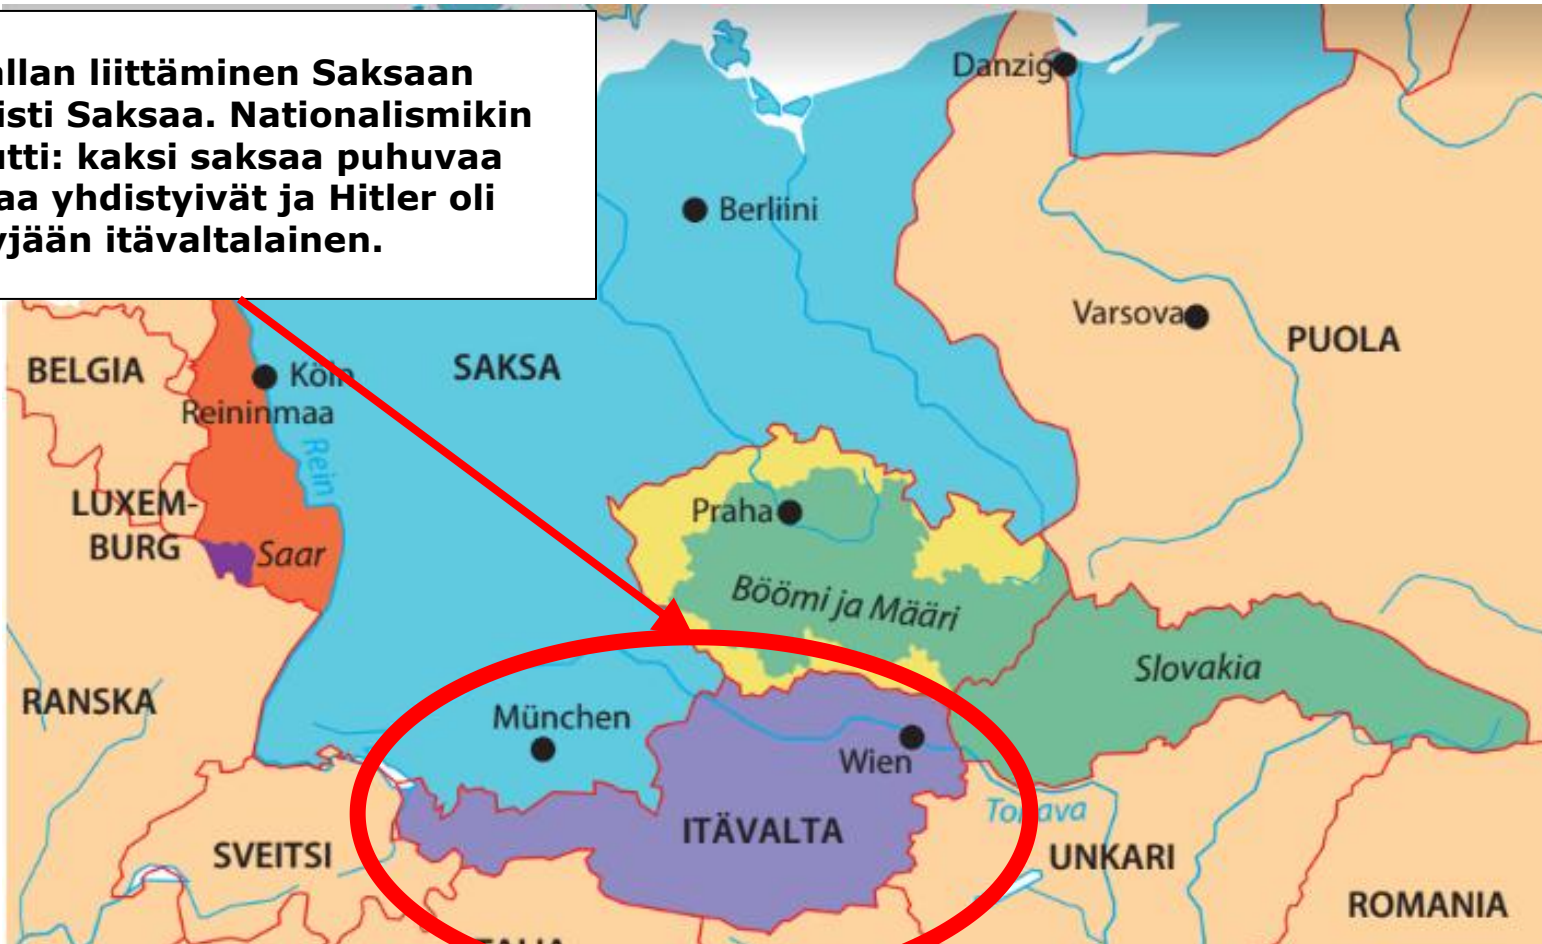 allan liittäminen Saksaan
isti Saksaa. Nationalismikin
utti: kaksi saksaa puhuvaa
aa yhdistyivät ja Hitler oli
yjään itävaltalainen.
Danzig
Berliini
Varsova
PUOLA
BELGIA
Köln
SAKSA
Reininmaa
Rein
LUXEM-
BURG
Saar
Praha
Böömi ja Määri
Slovakia
RANSKA
München
Wien
Tonava
ITÄVALTA
SVEITSI
UNKARI
ROMANIA